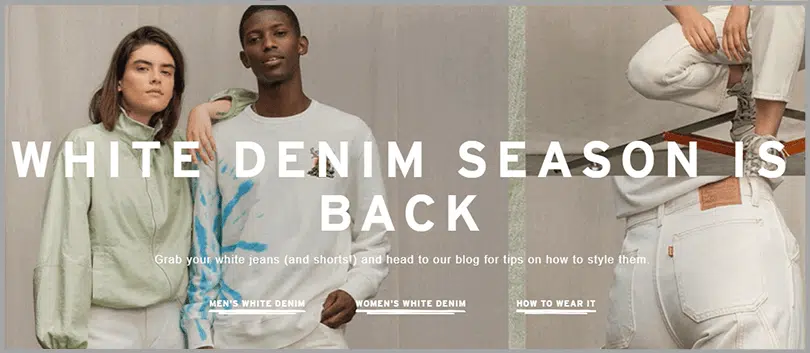 WHITE DENIM SEASON IS
BACK
Grab your white jeans (and shorts!) and head to our blog for tips on how to style them.
MEN'S WHITE DENIM WOMEN'S WHITE DENIM HOW TO WEAR IT